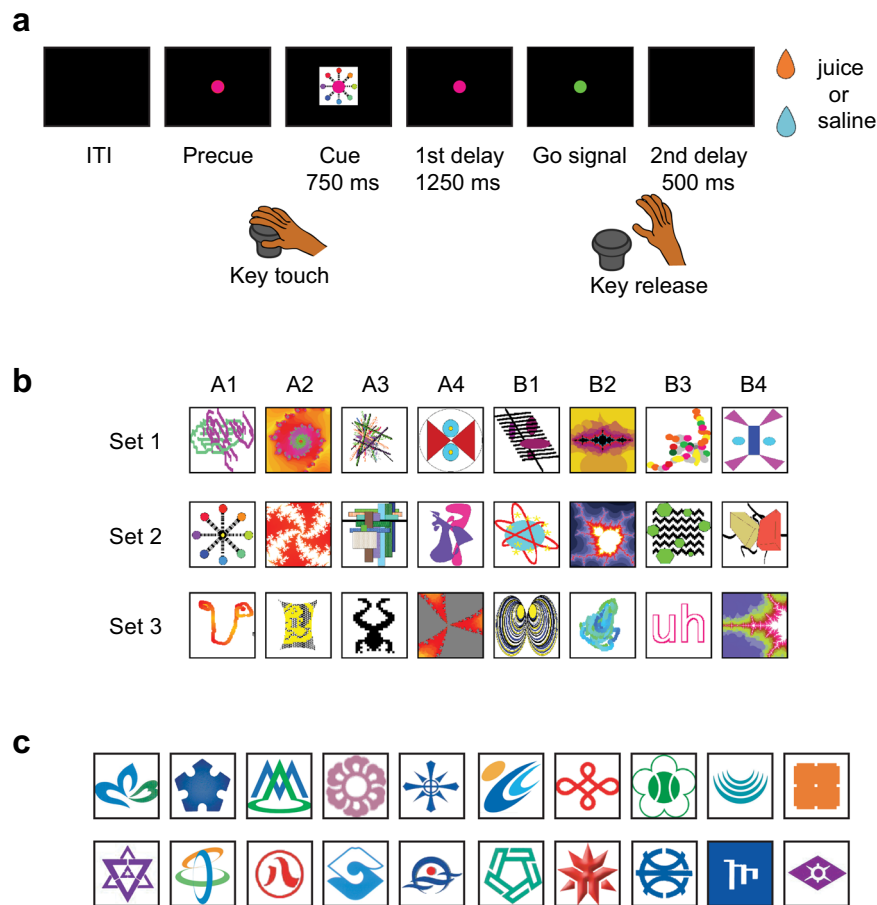 a
juice
or
saline
ITI
Precue
Cue
750 ms
1st delay
1250 ms
Go signal
2nd delay
500 ms
Key touch
Key release
b
A1 A2 A3 A4 B1 B2 B3 B4
Set 1
Set 2
Set 3
uh
c
八